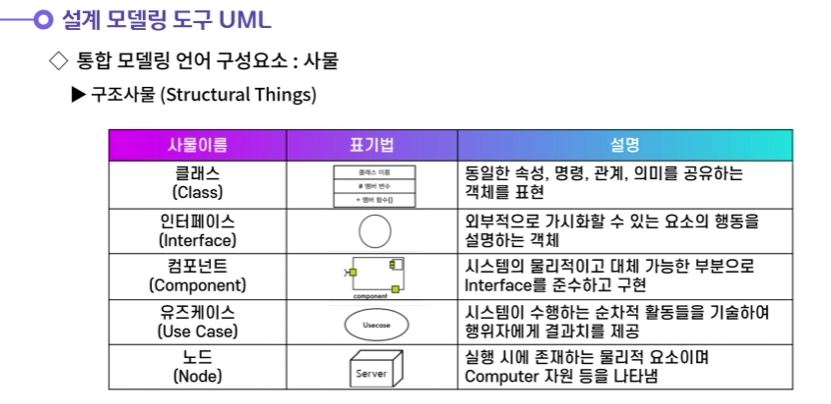 설계 모델링 도구 UML
◇ 통합 모델링 언어 구성요소 : 사물
▶ 구조사물 (Structural Things)
사물이름 표기법 설명
클래스
(Class)
클래스 이름
# 멤버 변수
+ 멤버 함수()
동일한 속성, 명령, 관계, 의미를 공유하는
객체를 표현
인터페이스
(Interface)
외부적으로 가시화할 수 있는 요소의 행동을
설명하는 객체
컴포넌트
(Component)
component
시스템의 물리적이고 대체 가능한 부분으로
Interface를 준수하고 구현
유즈케이스
(Use Case)
Usecase
시스템이 수행하는 순차적 활동들을 기술하여
행위자에게 결과치를 제공
노드
(Node)
Server
실행 시에 존재하는 물리적 요소이며
Computer 자원 등을 나타냄